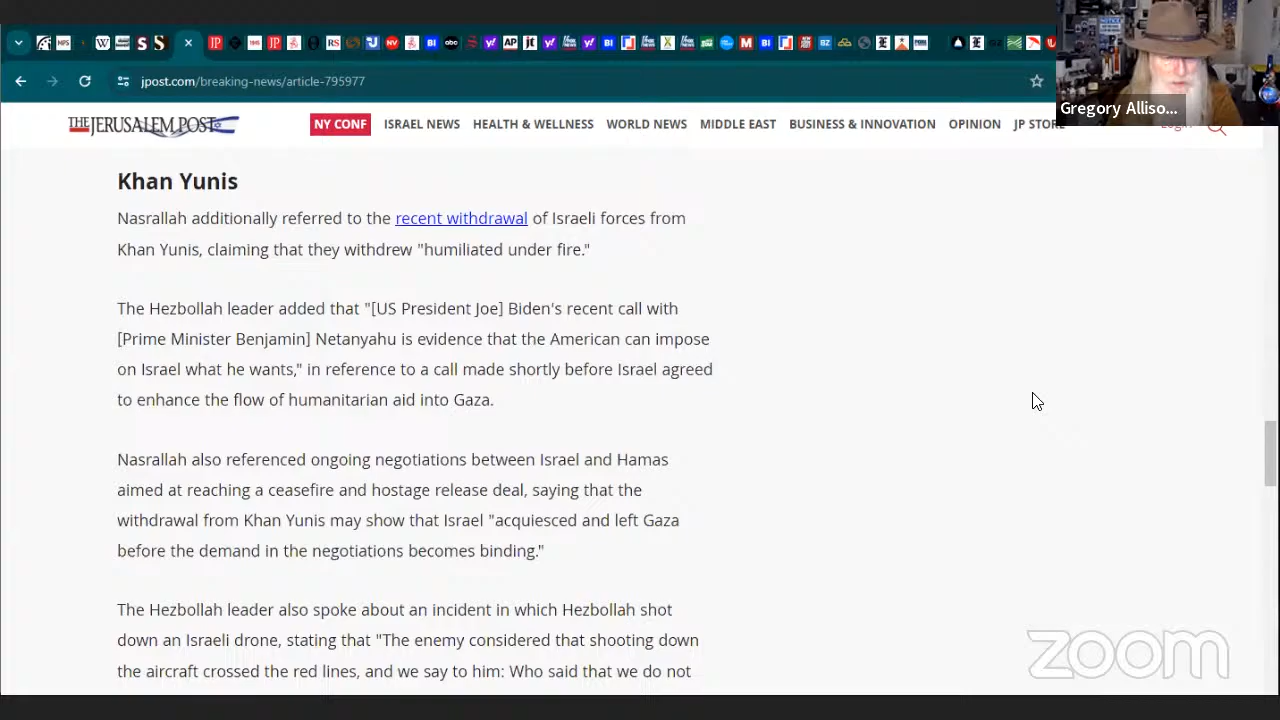 jpost.com/breaking-news/article-795977
Gregory Alliso...
THE JERUSALEM POST
NY CONF
ISRAEL NEWS
HEALTH & WELLNESS
WORLD NEWS
MIDDLE EAST
BUSINESS & INNOVATION
OPINION
JP STORE
Khan Yunis
Nasrallah additionally referred to the recent withdrawal of Israeli forces from
Khan Yunis, claiming that they withdrew "humiliated under fire."
The Hezbollah leader added that "[US President Joe] Biden's recent call with
[Prime Minister Benjamin] Netanyahu is evidence that the American can impose
on Israel what he wants," in reference to a call made shortly before Israel agreed
to enhance the flow of humanitarian aid into Gaza.
Nasrallah also referenced ongoing negotiations between Israel and Hamas
aimed at reaching a ceasefire and hostage release deal, saying that the
withdrawal from Khan Yunis may show that Israel "acquiesced and left Gaza
before the demand in the negotiations becomes binding."
The Hezbollah leader also spoke about an incident in which Hezbollah shot
down an Israeli drone, stating that "The enemy considered that shooting down
the aircraft crossed the red lines, and we say to him: Who said that we do not
zoom